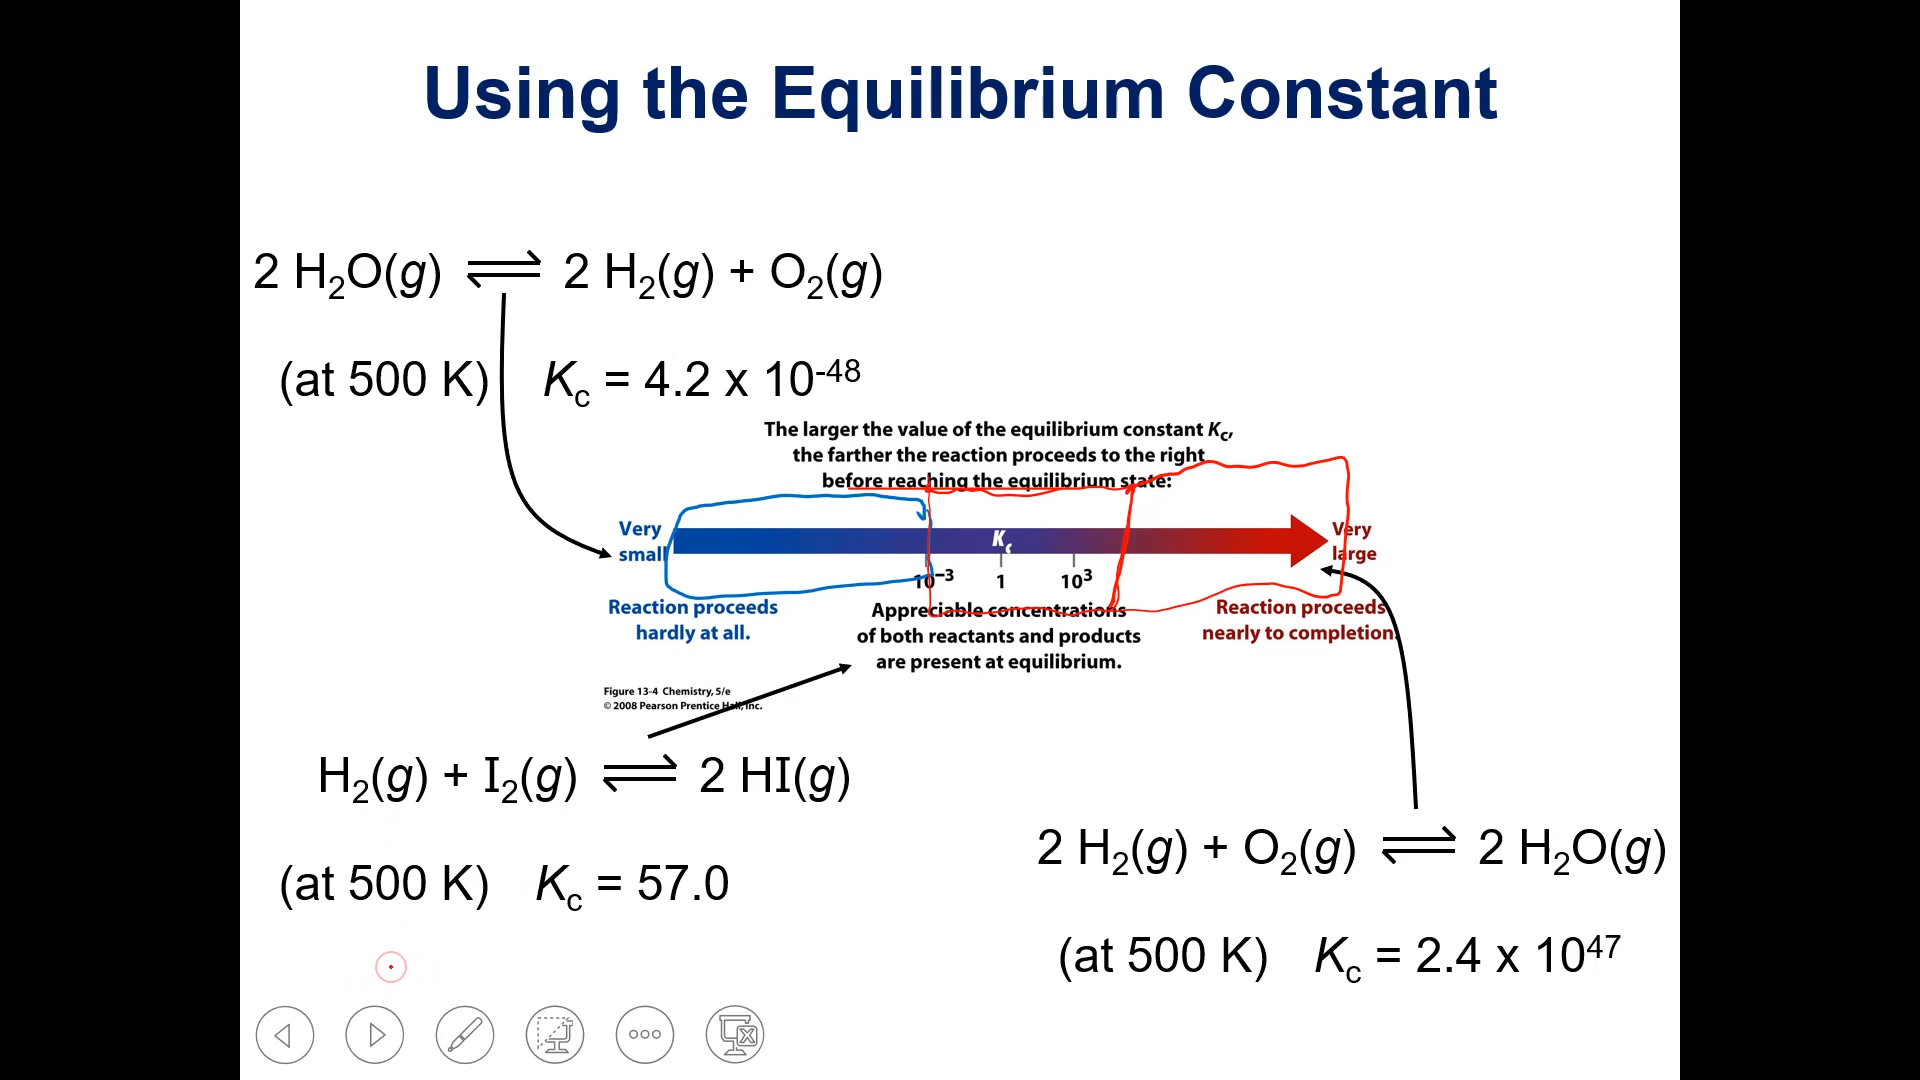 Using the Equilibrium Constant
2 H₂O(g) ⇌ 2 H₂(g) + O₂(g)
(at 500 K) Kc = 4.2 x 10⁻⁴⁸
The larger the value of the equilibrium constant Kc,
the farther the reaction proceeds to the right
before reaching the equilibrium state:
Very
small
Kc
Very
large
10⁻³ 1 10³
Reaction proceeds
hardly at all.
Appreciable concentrations
of both reactants and products
are present at equilibrium.
Reaction proceeds
nearly to completion.
Figure 13-4 Chemistry, 5/e
© 2008 Pearson Prentice Hall, Inc.
H₂(g) + I₂(g) ⇌ 2 HI(g)
(at 500 K) Kc = 57.0
2 H₂(g) + O₂(g) ⇌ 2 H₂O(g)
(at 500 K) Kc = 2.4 x 10⁴⁷